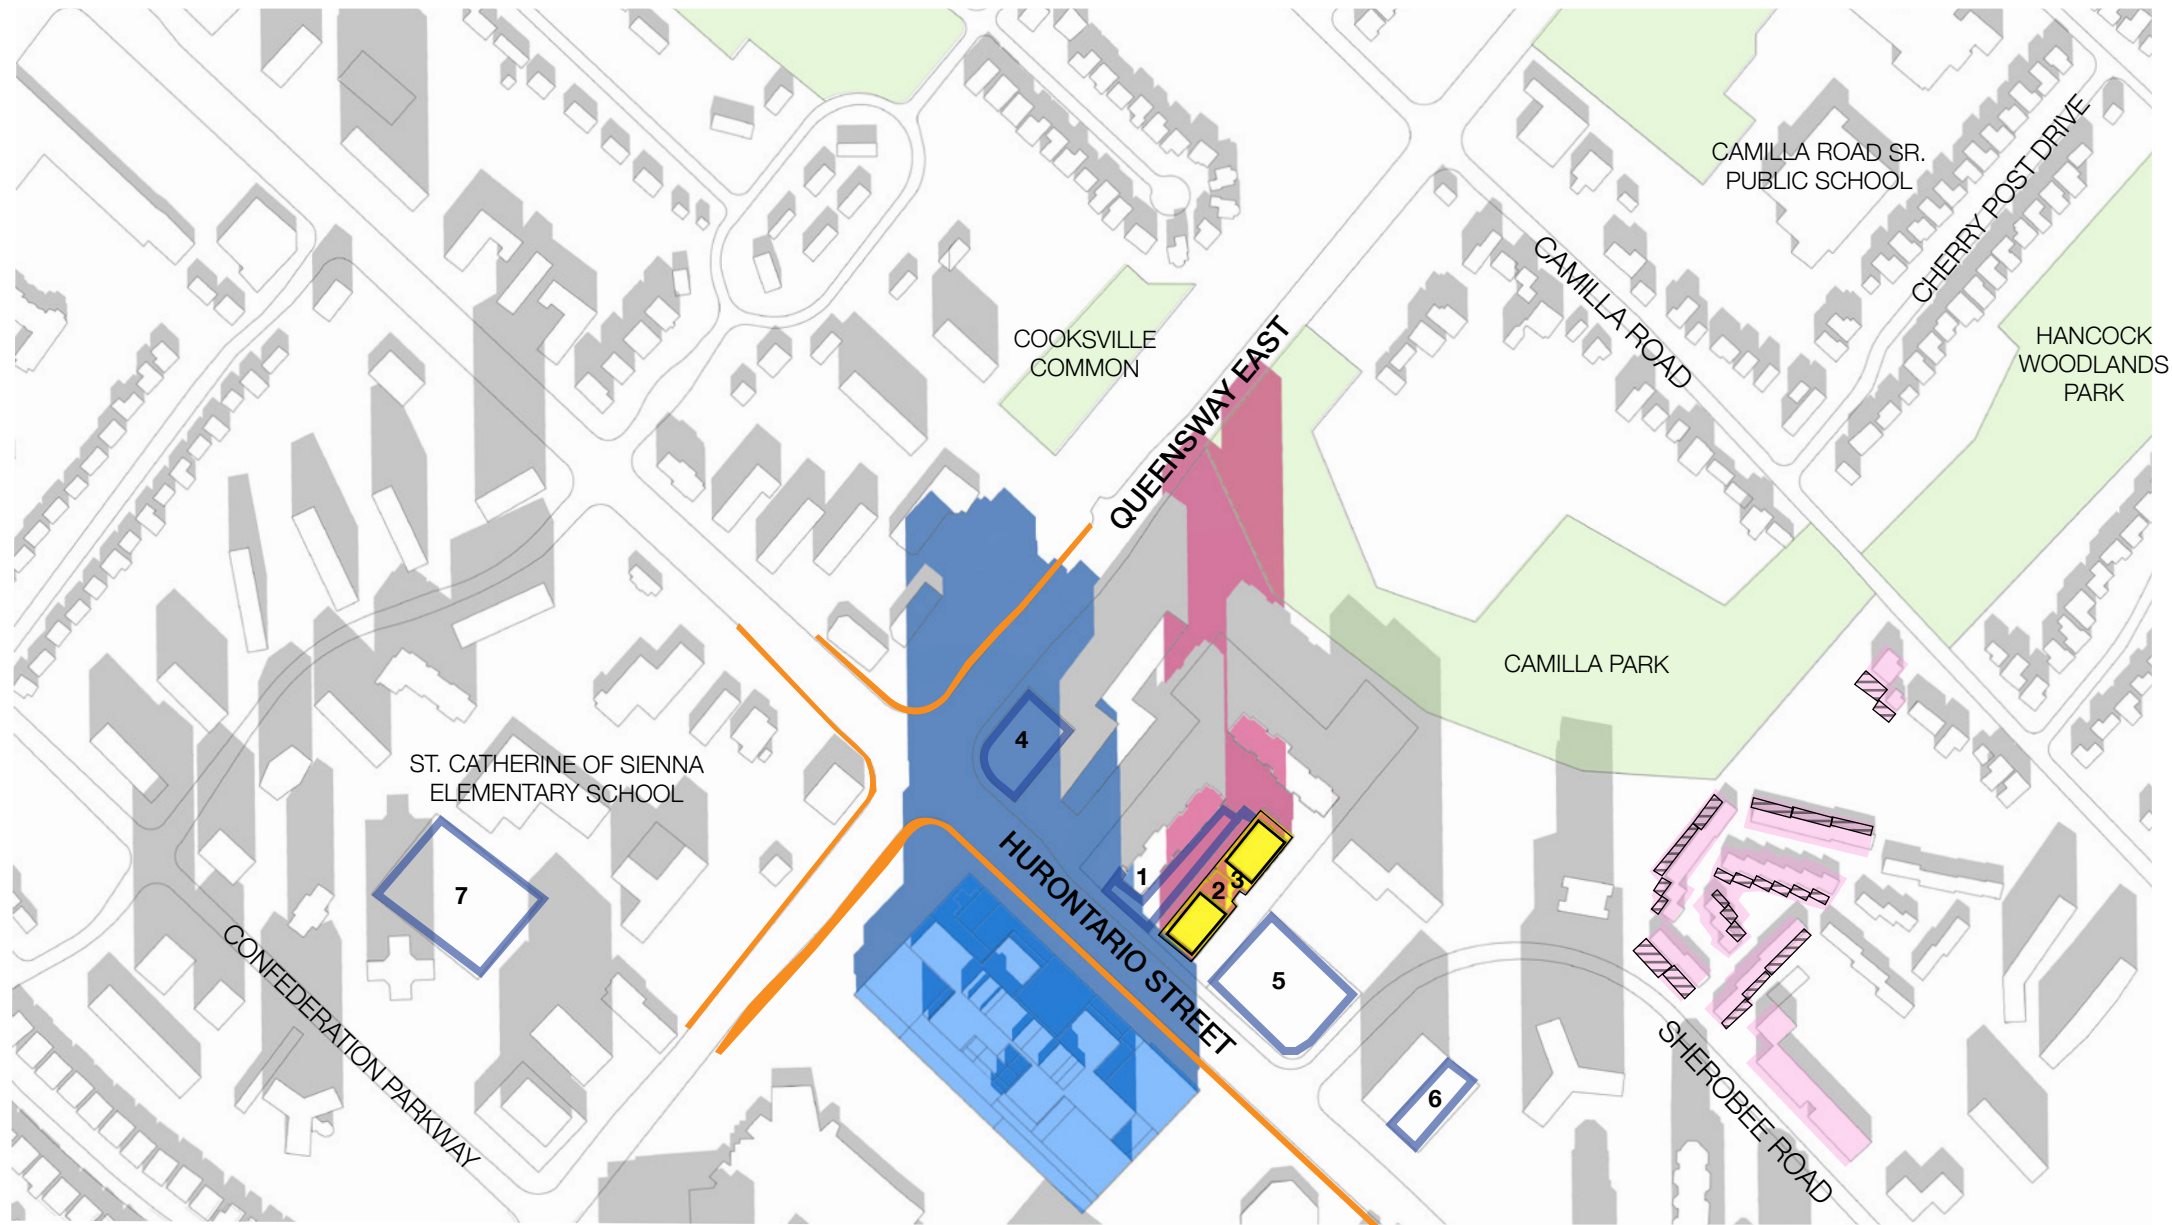 CAMILLA ROAD SR.
PUBLIC SCHOOL
CHERRY POST DRIVE
CAMILLA ROAD
HANCOCK
WOODLANDS
PARK
COOKSVILLE
COMMON
QUEENSWAY EAST
CAMILLA PARK
ST. CATHERINE OF SIENNA
ELEMENTARY SCHOOL
4
HURONTARIO STREET
1
2
3
7
5
CONFEDERATION PARKWAY
6
SHEROBEE ROAD